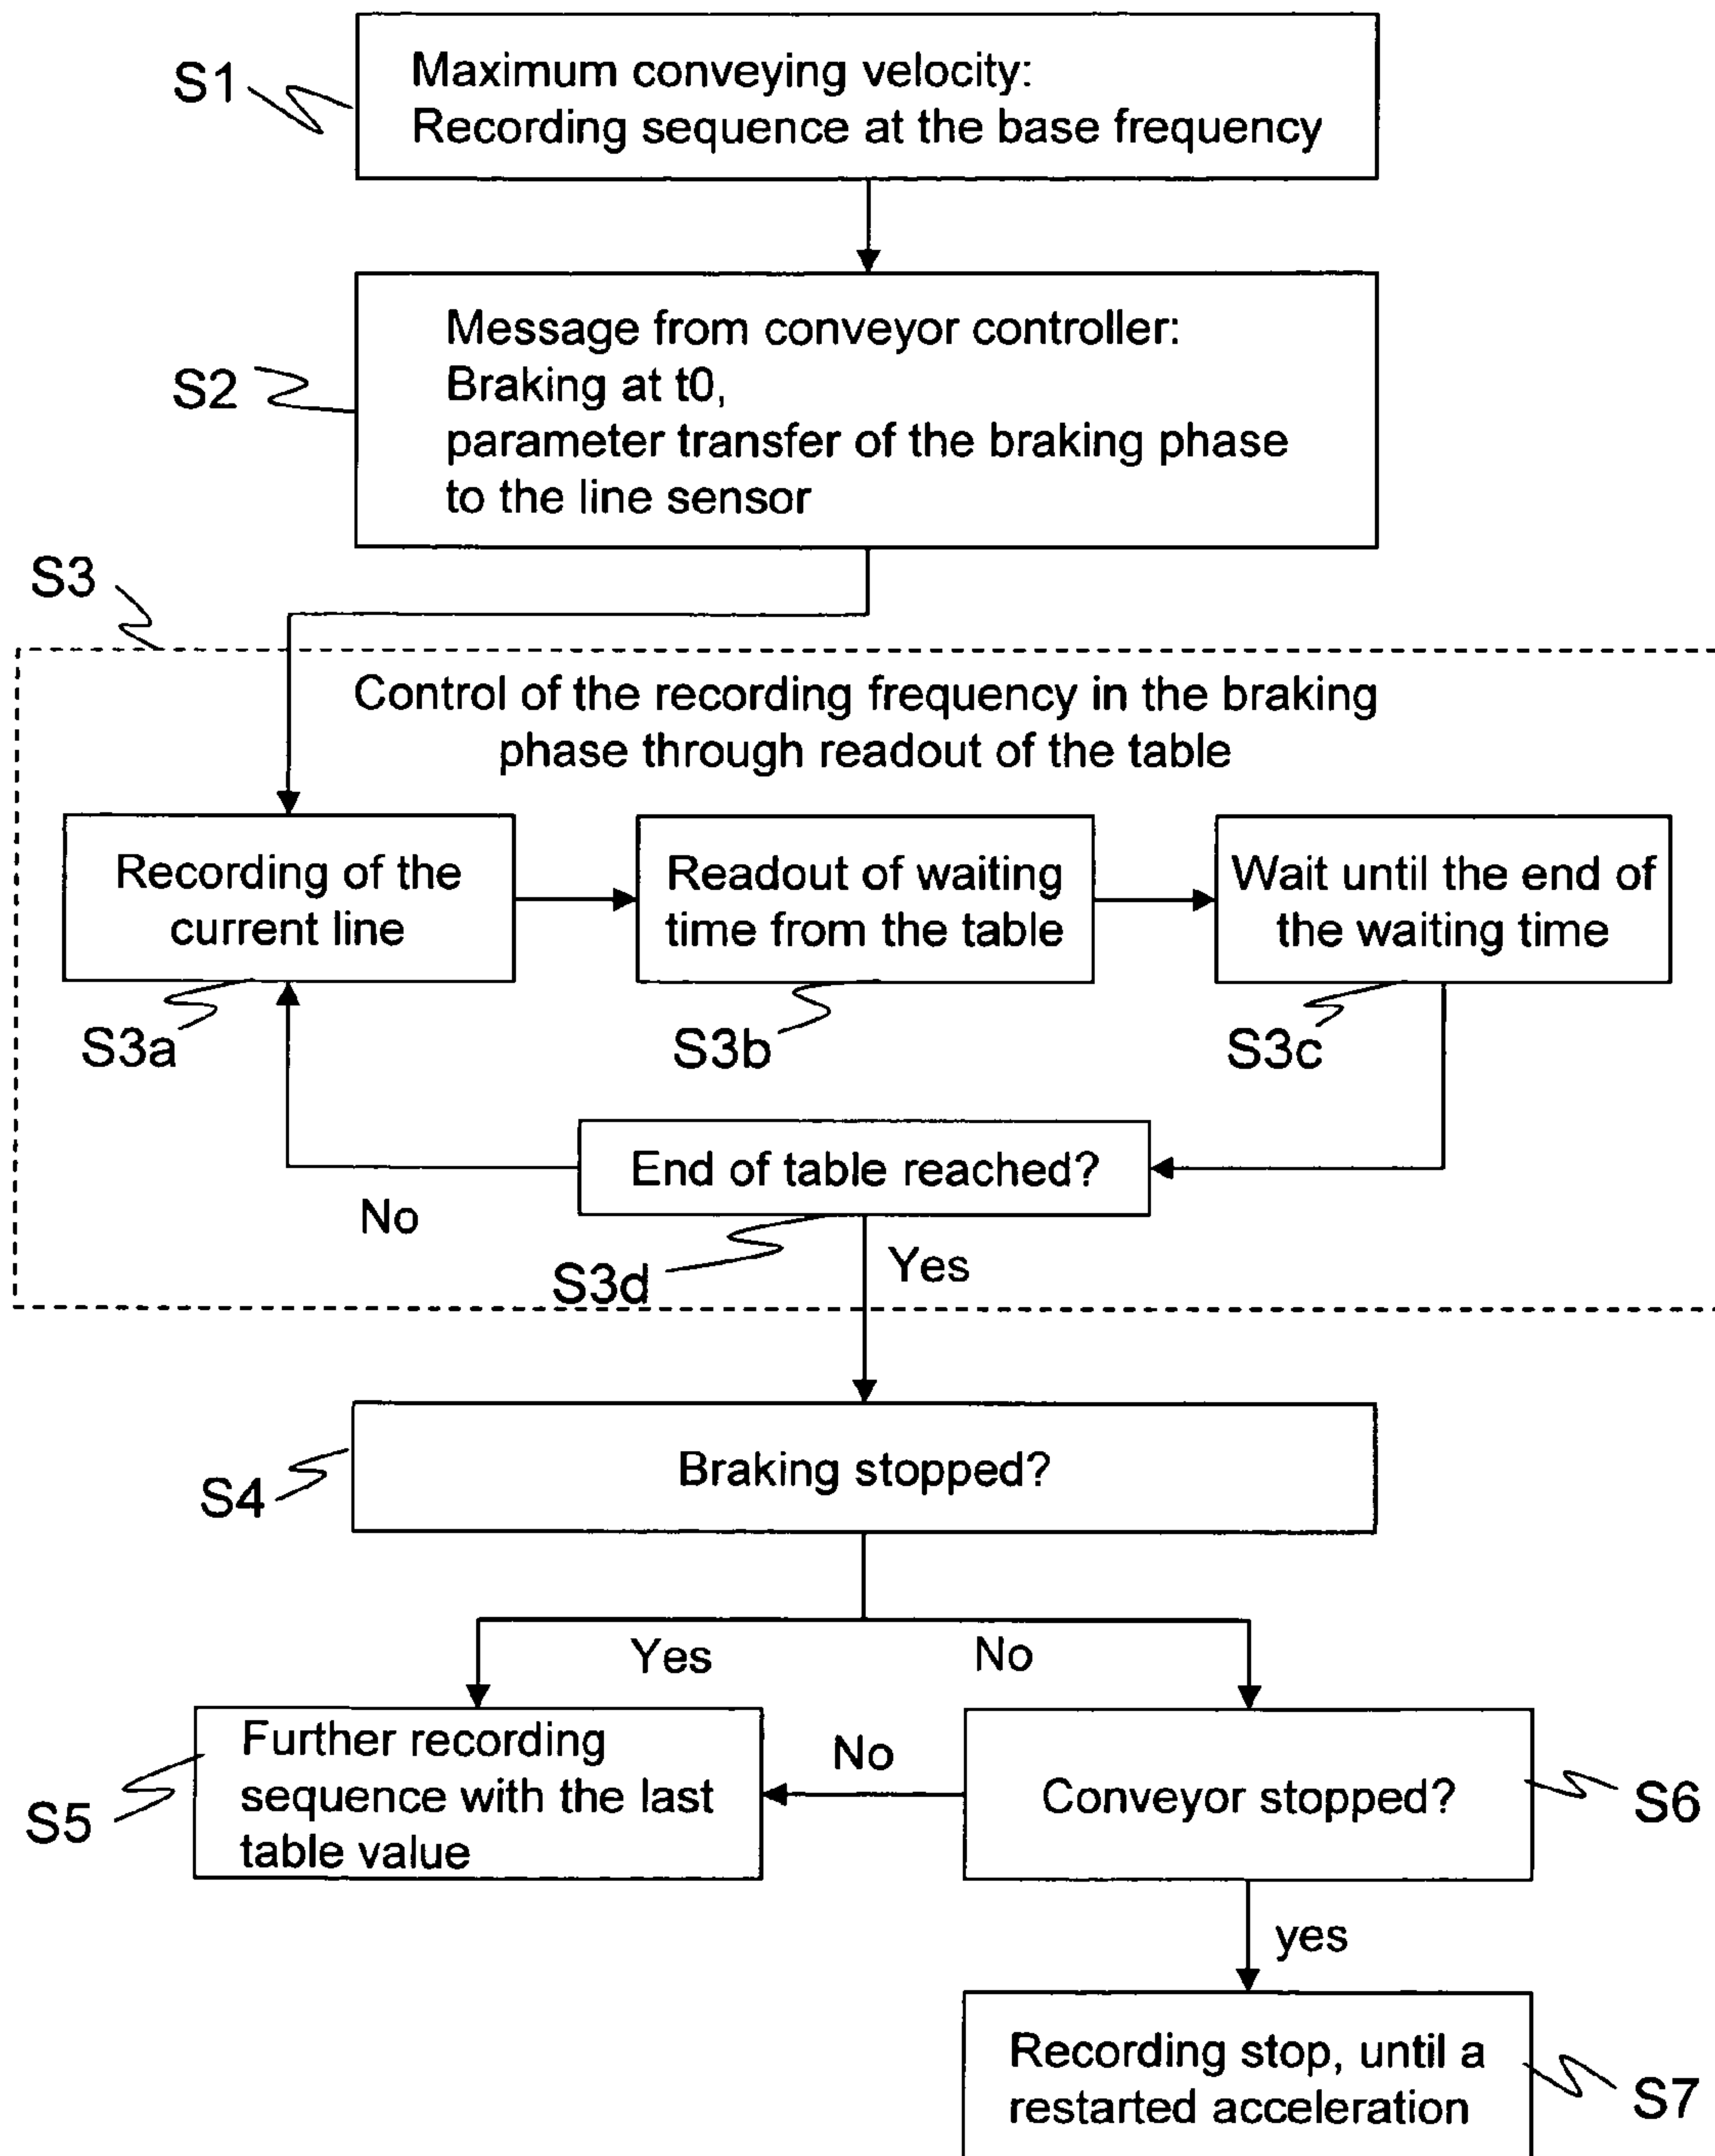 S1
Maximum conveying velocity:
Recording sequence at the base frequency
S2
Message from conveyor controller:
Braking at t0,
parameter transfer of the braking phase
to the line sensor
S3
Control of the recording frequency in the braking
phase through readout of the table
Recording of the
current line
Readout of waiting
time from the table
Wait until the end of
the waiting time
S3a
S3b
S3c
End of table reached?
No
S3d
Yes
Braking stopped?
S4
Yes
No
Further recording
sequence with the last
table value
S5
No
Conveyor stopped?
S6
yes
Recording stop, until a
restarted acceleration
S7